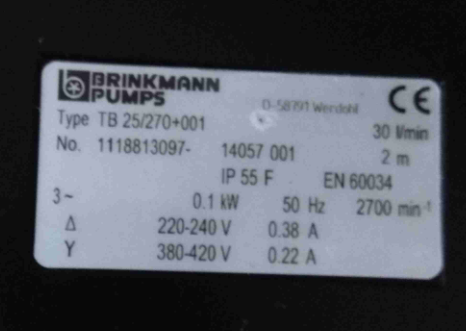 BRINKMANN
PUMPS
D-58791 Werdohl CE
Type TB 25/270+001 30 l/min
No. 1118813097- 14057 001 2 m
IP 55 F EN 60034
3~ 0.1 kW 50 Hz 2700 min⁻¹
Δ 220-240 V 0.38 A
Y 380-420 V 0.22 A